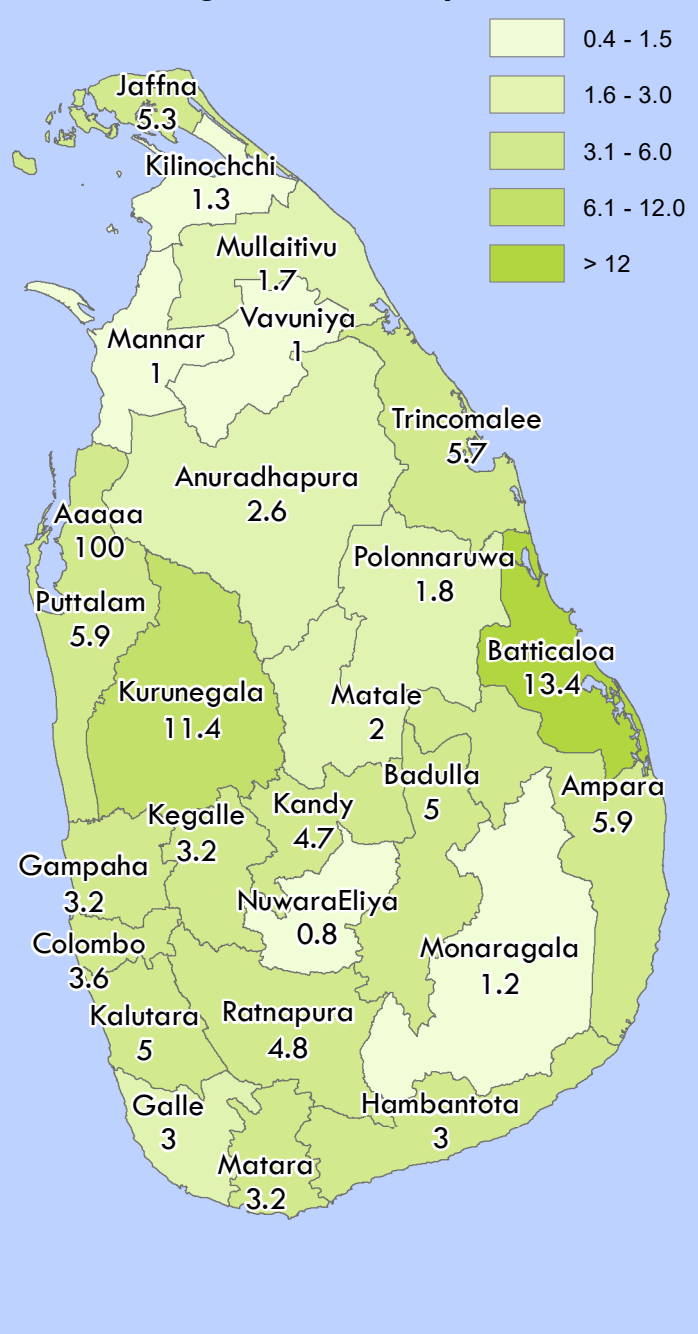 0.4 - 1.5
1.6 - 3.0
3.1 - 6.0
6.1 - 12.0
> 12
Jaffna
5.3
Kilinochchi
1.3
Mullaitivu
1.7
Vavuniya
1
Mannar
1
Trincomalee
5.7
Anuradhapura
2.6
Aaaaa
100
Polonnaruwa
1.8
Puttalam
5.9
Batticaloa
13.4
Kurunegala
11.4
Matale
2
Badulla
5
Ampara
5.9
Kandy
4.7
Kegalle
3.2
Gampaha
3.2
NuwaraEliya
0.8
Colombo
3.6
Monaragala
1.2
Kalutara
5
Ratnapura
4.8
Galle
3
Hambantota
3
Matara
3.2